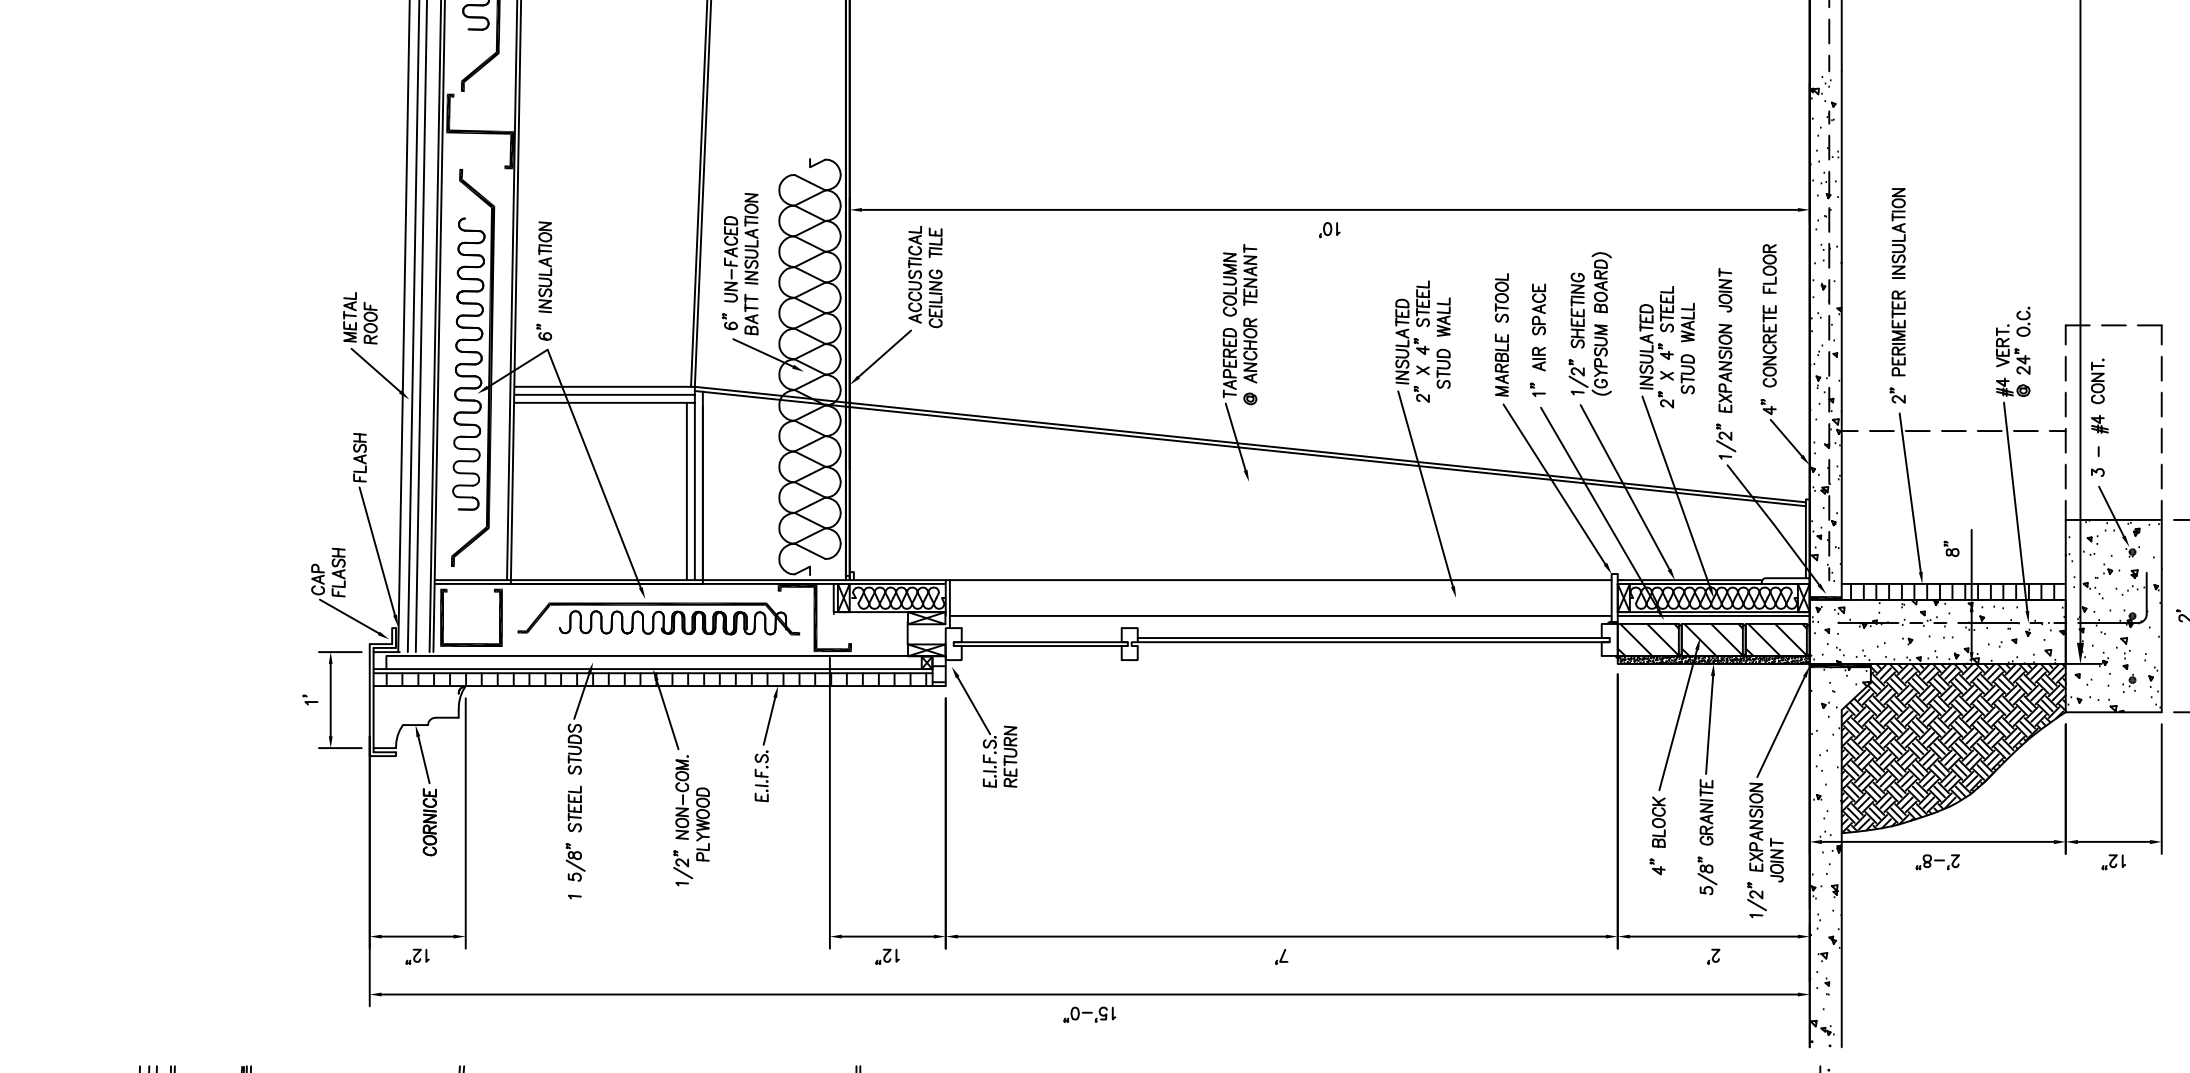 CAP
FLASH
FLASH
METAL
ROOF
6" INSULATION
6" UN-FACED
BATT INSULATION
ACCUSTICAL
CEILING TILE
10'
TAPERED COLUMN
@ ANCHOR TENANT
INSULATED
2" X 4" STEEL
STUD WALL
MARBLE STOOL
1" AIR SPACE
1/2" SHEETING
(GYPSUM BOARD)
INSULATED
2" X 4" STEEL
STUD WALL
1/2" EXPANSION JOINT
4" CONCRETE FLOOR
2" PERIMETER INSULATION
#4 VERT.
@ 24" O.C.
3 - #4 CONT.
8"
2'
1'
CORNICE
1 5/8" STEEL STUDS
1/2" NON-COM.
PLYWOOD
E.I.F.S.
E.I.F.S.
RETURN
4" BLOCK
5/8" GRANITE
1/2" EXPANSION
JOINT
2'-8"
12"
12"
12"
7'
2'
15'-0"